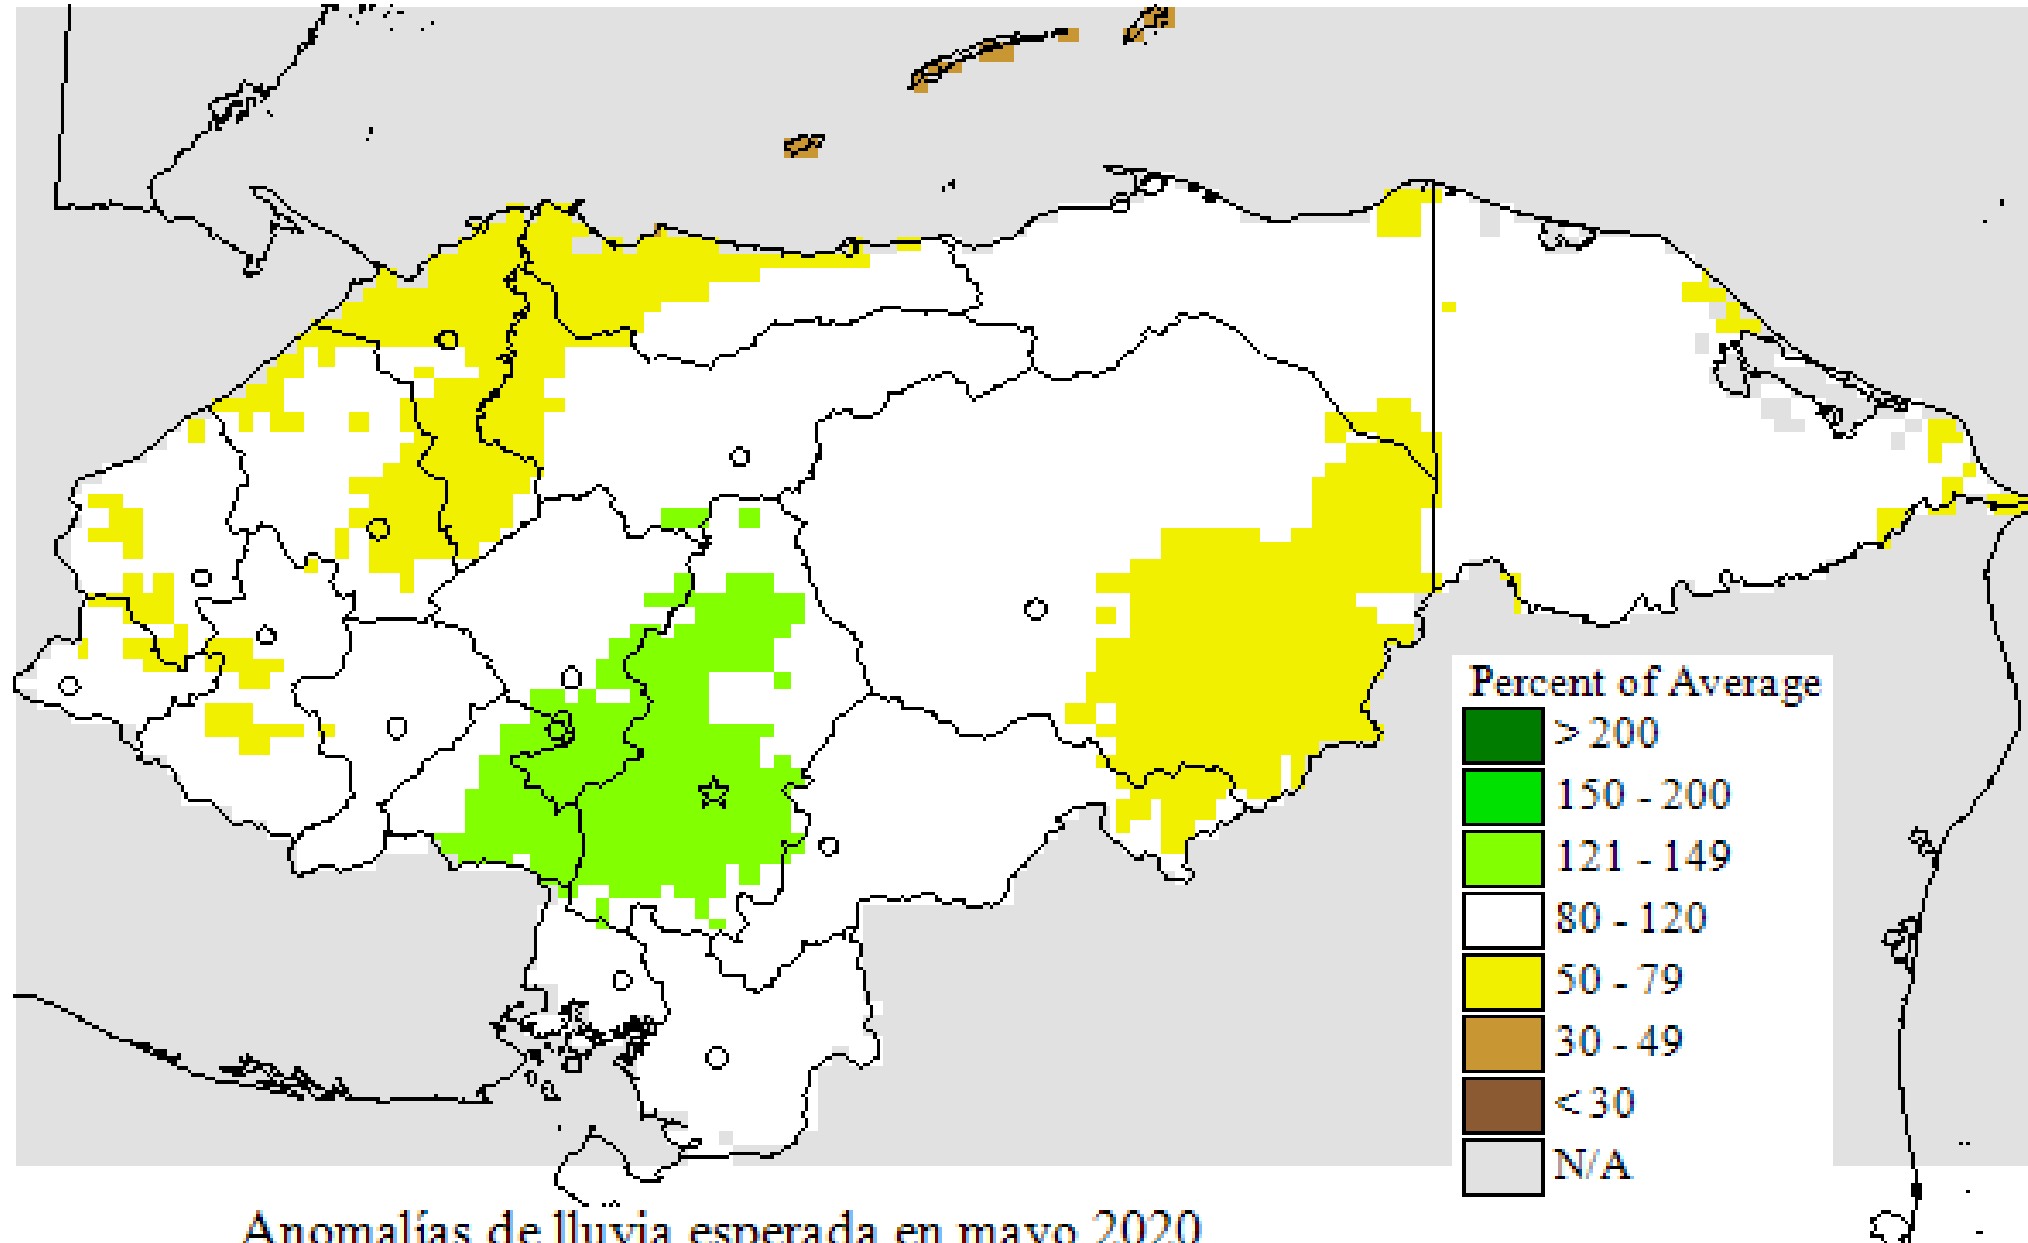 Percent of Average
> 200
150 - 200
121 - 149
80 - 120
50 - 79
30 - 49
< 30
N/A
Anomalías de lluvia esperada en mayo 2020